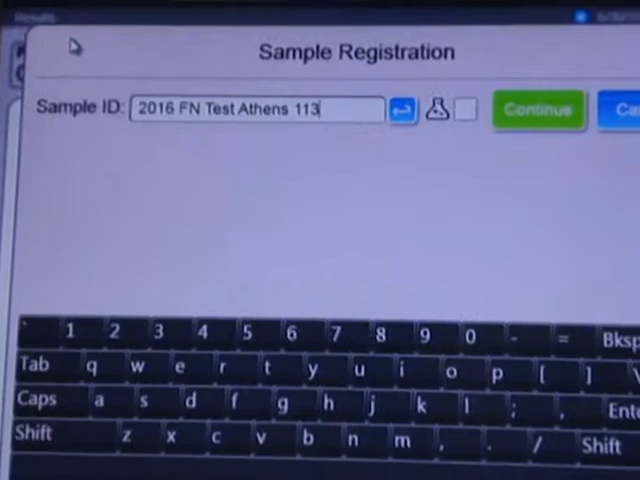 Results
Sample Registration
Sample ID: 2016 FN Test Athens 113 Continue
` 1 2 3 4 5 6 7 8 9 0 - = Bksp
Tab q w e r t y u i o p [ ] \
Caps a s d f g h j k l ; , Ente
Shift z x c v b n m , . / Shift